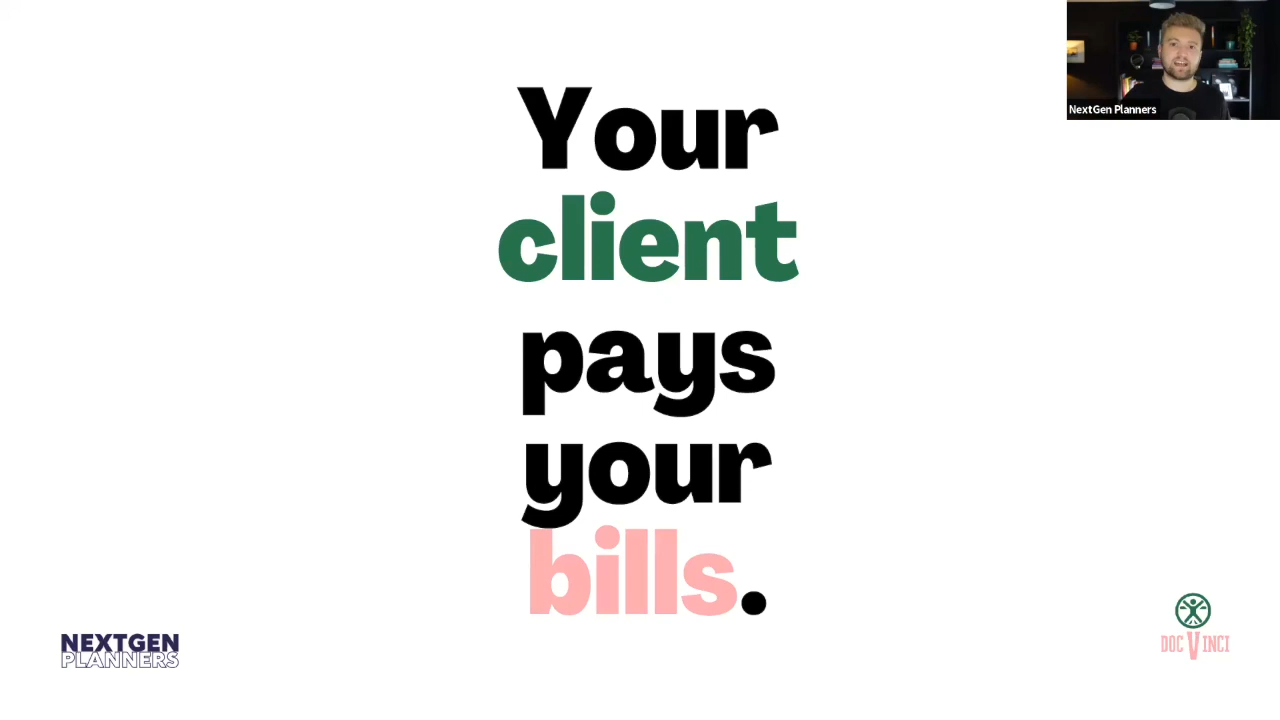 Your
client
pays
your
bills.
NextGen Planners
NEXTGEN
PLANNERS
DOC VINCI